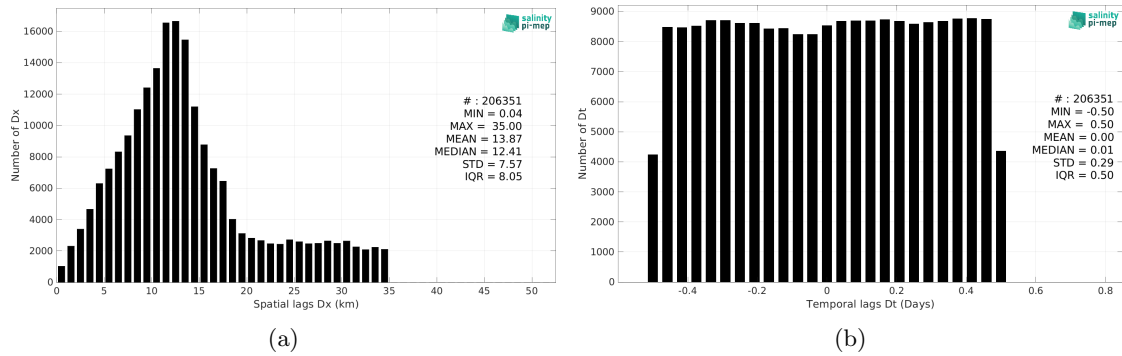 16000
14000
12000
10000
8000
6000
4000
2000
0
Number of Dx
0 5 10 15 20 25 30 35 40 45 50
Spatial lags Dx (km)
salinity
pi-mep
# : 206351
MIN = 0.04
MAX = 35.00
MEAN = 13.87
MEDIAN = 12.41
STD = 7.57
IQR = 8.05
(a)
9000
8000
7000
6000
5000
4000
3000
2000
1000
0
Number of Dt
-0.4 -0.2 0 0.2 0.4 0.6 0.8
Temporal lags Dt (Days)
salinity
pi-mep
# : 206351
MIN = -0.50
MAX = 0.50
MEAN = 0.00
MEDIAN = 0.01
STD = 0.29
IQR = 0.50
(b)